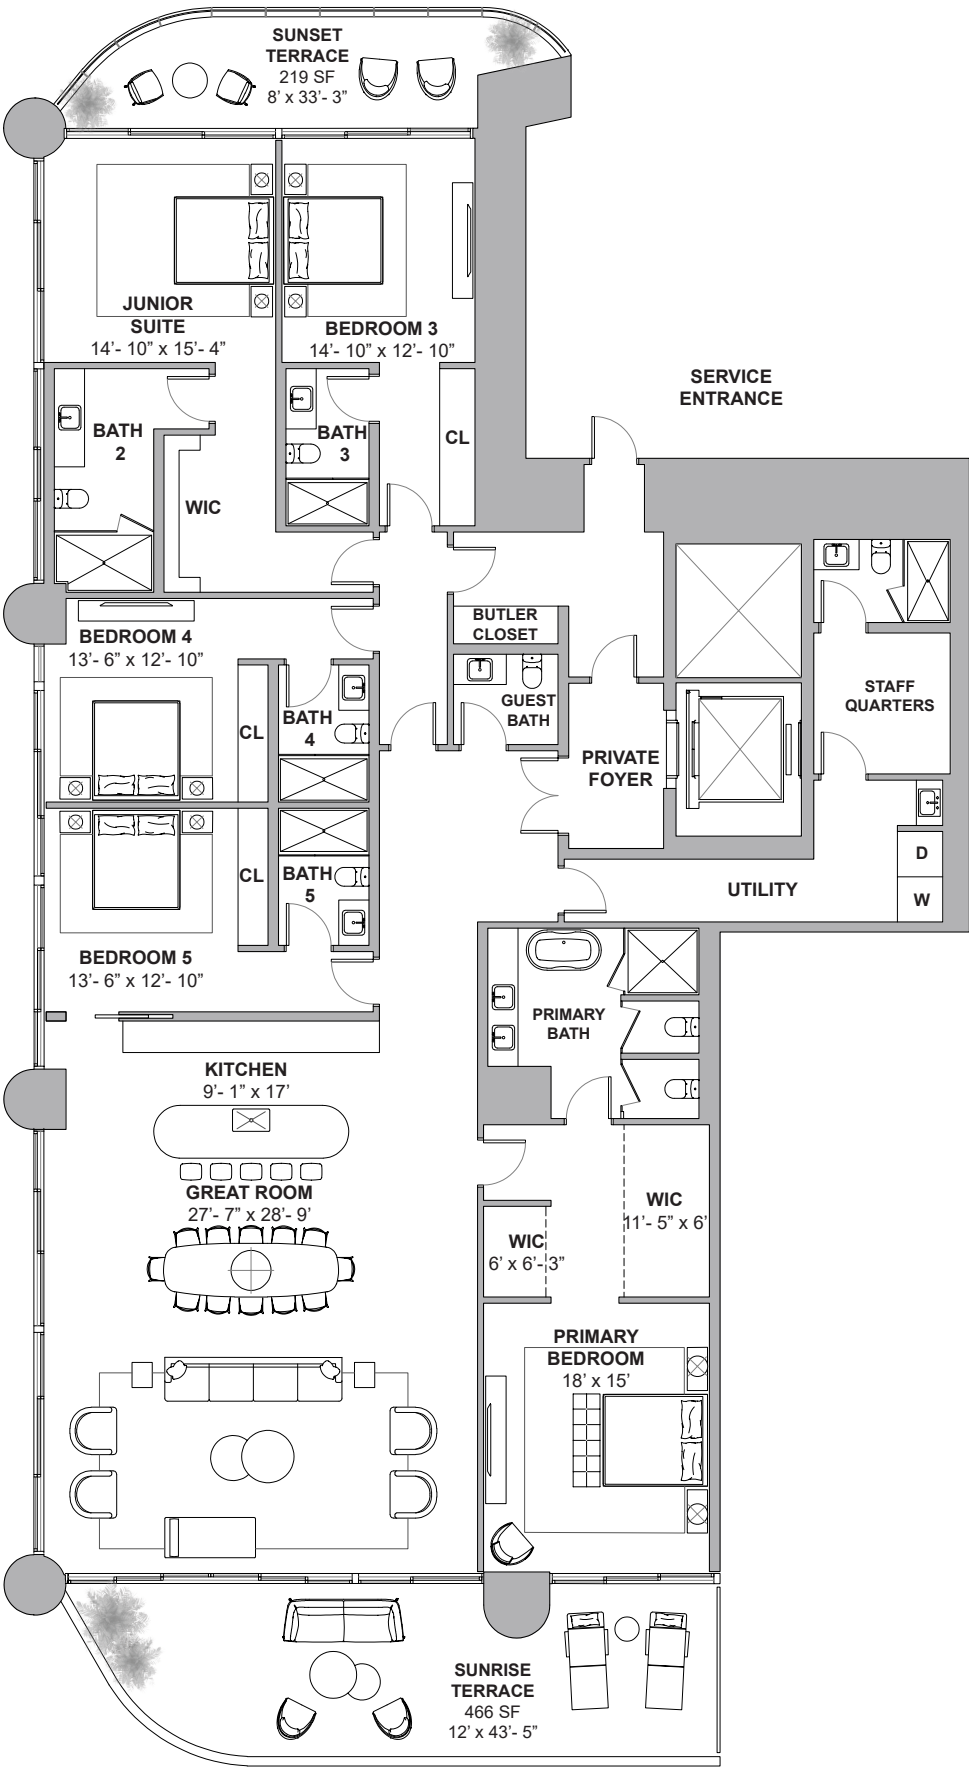 SUNSET
TERRACE
219 SF
8' x 33'- 3"
JUNIOR
SUITE
14'- 10" x 15'- 4"
BEDROOM 3
14'- 10" x 12'- 10"
SERVICE
ENTRANCE
BATH
2
BATH
3
CL
WIC
BUTLER
CLOSET
BEDROOM 4
13'- 6" x 12'- 10"
GUEST
BATH
STAFF
QUARTERS
CL
BATH
4
PRIVATE
FOYER
D
W
CL
BATH
5
UTILITY
BEDROOM 5
13'- 6" x 12'- 10"
PRIMARY
BATH
KITCHEN
9'- 1" x 17'
GREAT ROOM
27'- 7" x 28'- 9'
WIC
11'- 5" x 6'
WIC
6' x 6'- 3"
PRIMARY
BEDROOM
18' x 15'
SUNRISE
TERRACE
466 SF
12' x 43'- 5"